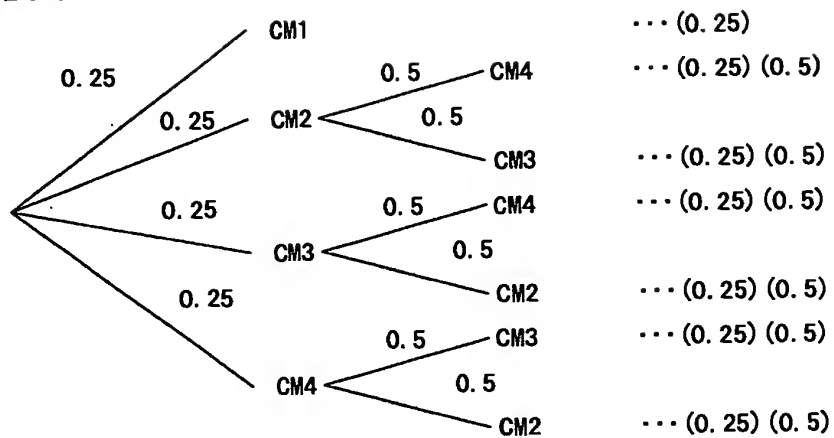 CM1 ···(0.25)
0.25 0.5 CM4 ···(0.25)(0.5)
0.25 CM2 0.5
CM3 ···(0.25)(0.5)
0.25 0.5 CM4 ···(0.25)(0.5)
CM3 0.5
0.25 CM2 ···(0.25)(0.5)
0.5 CM3 ···(0.25)(0.5)
CM4 0.5
CM2 ···(0.25)(0.5)